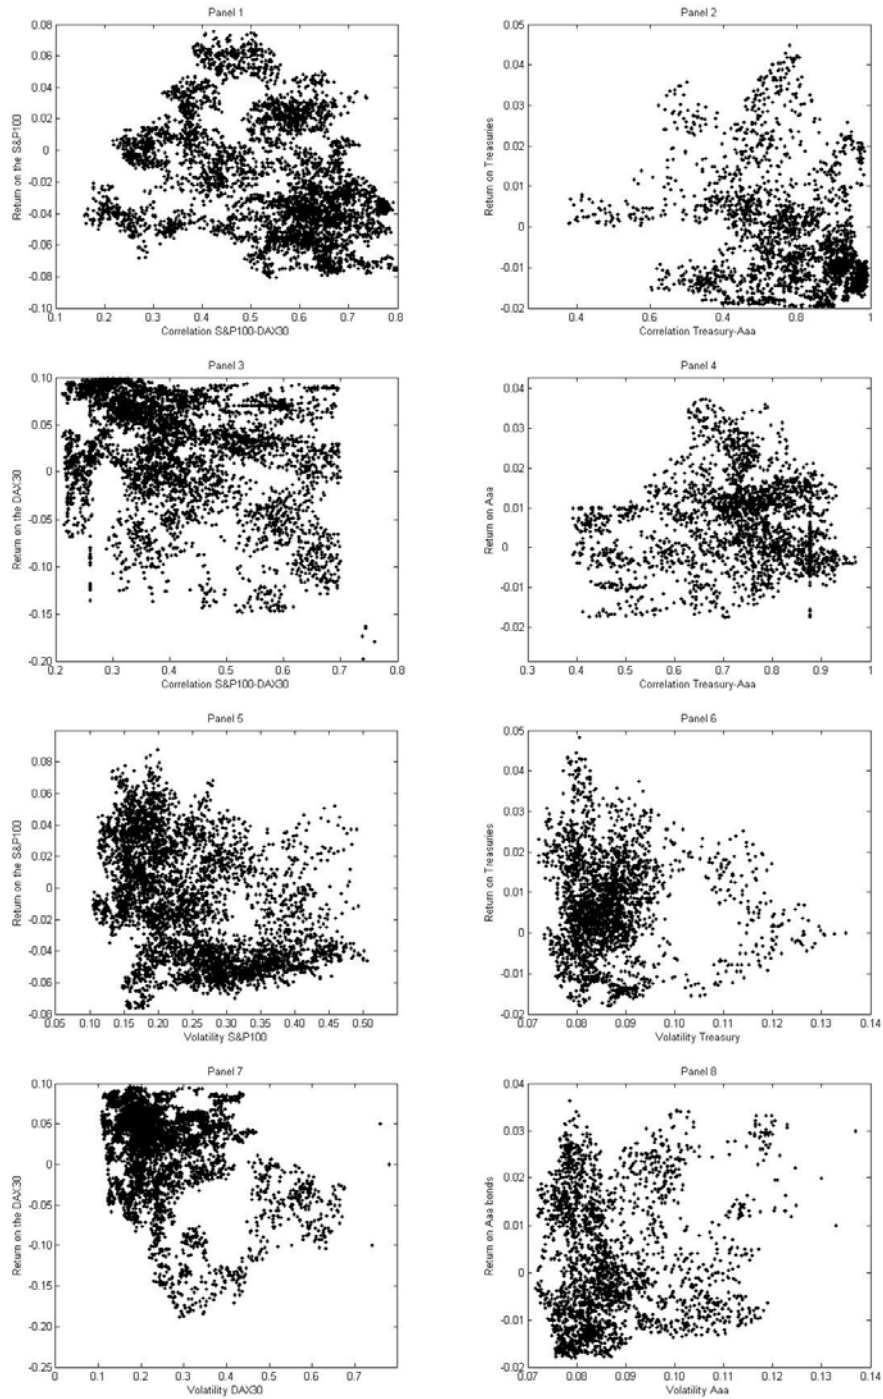 Panel 1
0.08
0.06
0.04
0.02
0
-0.02
-0.04
-0.06
-0.08
-0.10
Return on the S&P100
0.1 0.2 0.3 0.4 0.5 0.6 0.7 0.8
Correlation S&P100-DAX30
Panel 2
0.05
0.04
0.03
0.02
0.01
0
-0.01
-0.02
Return on Treasuries
0.4 0.6 0.4 0.8 1
Correlation Treasury-Aaa
Panel 3
0.10
0.05
0
-0.05
-0.10
-0.15
-0.20
Return on the DAX30
0.2 0.3 0.4 0.5 0.6 0.7 0.8
Correlation S&P100-DAX30
Panel 4
0.04
0.03
0.02
0.01
0
-0.01
-0.02
Return on Aaa
0.3 0.4 0.5 0.6 0.7 0.8 0.9 1
Correlation Treasury-Aaa
Panel 5
0.08
0.06
0.04
0.02
0
-0.02
-0.04
-0.06
-0.08
Return on the S&P100
0.05 0.10 0.15 0.20 0.25 0.30 0.35 0.40 0.45 0.50
Volatility S&P100
Panel 6
0.05
0.04
0.03
0.02
0.01
0
-0.01
-0.02
Return on Treasuries
0.07 0.08 0.09 0.10 0.11 0.12 0.13 0.14
Volatility Treasury
Panel 7
0.10
0.05
0
-0.05
-0.10
-0.15
-0.20
-0.25
Return on the DAX30
0 0.1 0.2 0.3 0.4 0.5 0.6 0.7
Volatility DAX30
Panel 8
0.04
0.03
0.02
0.01
0
-0.01
-0.02
Return on Aaa bonds
0.07 0.08 0.09 0.10 0.11 0.12 0.13 0.14
Volatility Aaa